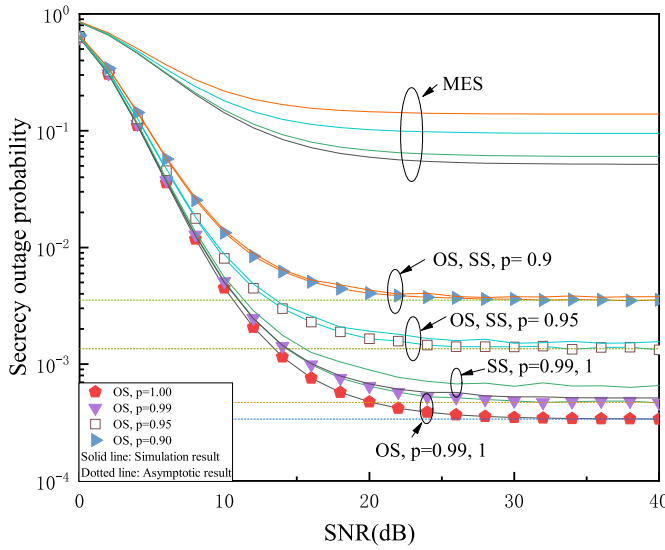 10^0
10^-1
10^-2
10^-3
10^-4
Secrecy outage probability
MES
OS, SS, p= 0.9
OS, SS, p= 0.95
SS, p=0.99, 1
OS, p=0.99, 1
OS, p=1.00
OS, p=0.99
OS, p=0.95
OS, p=0.90
Solid line: Simulation result
Dotted line: Asymptotic result
0 10 20 30 40
SNR(dB)